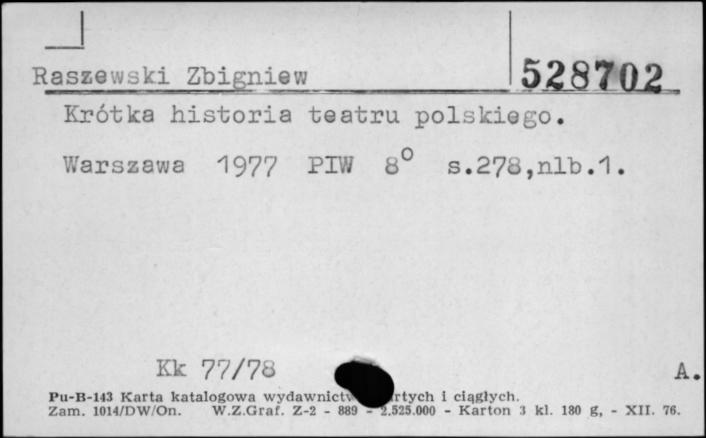 Raszewski Zbigniew 528702
Krótka historia teatru polskiego.
Warszawa 1977 PIW 8° s.278,nlb.1.
Kk 77/78 A.
Pu-B-143 Karta katalogowa wydawnictw i ciągłych.
Zam. 1014/DW/On. W.Z.Graf. Z-2 - 889 - 2.525.000 - Karton 3 kl. 180 g, - XII. 76.